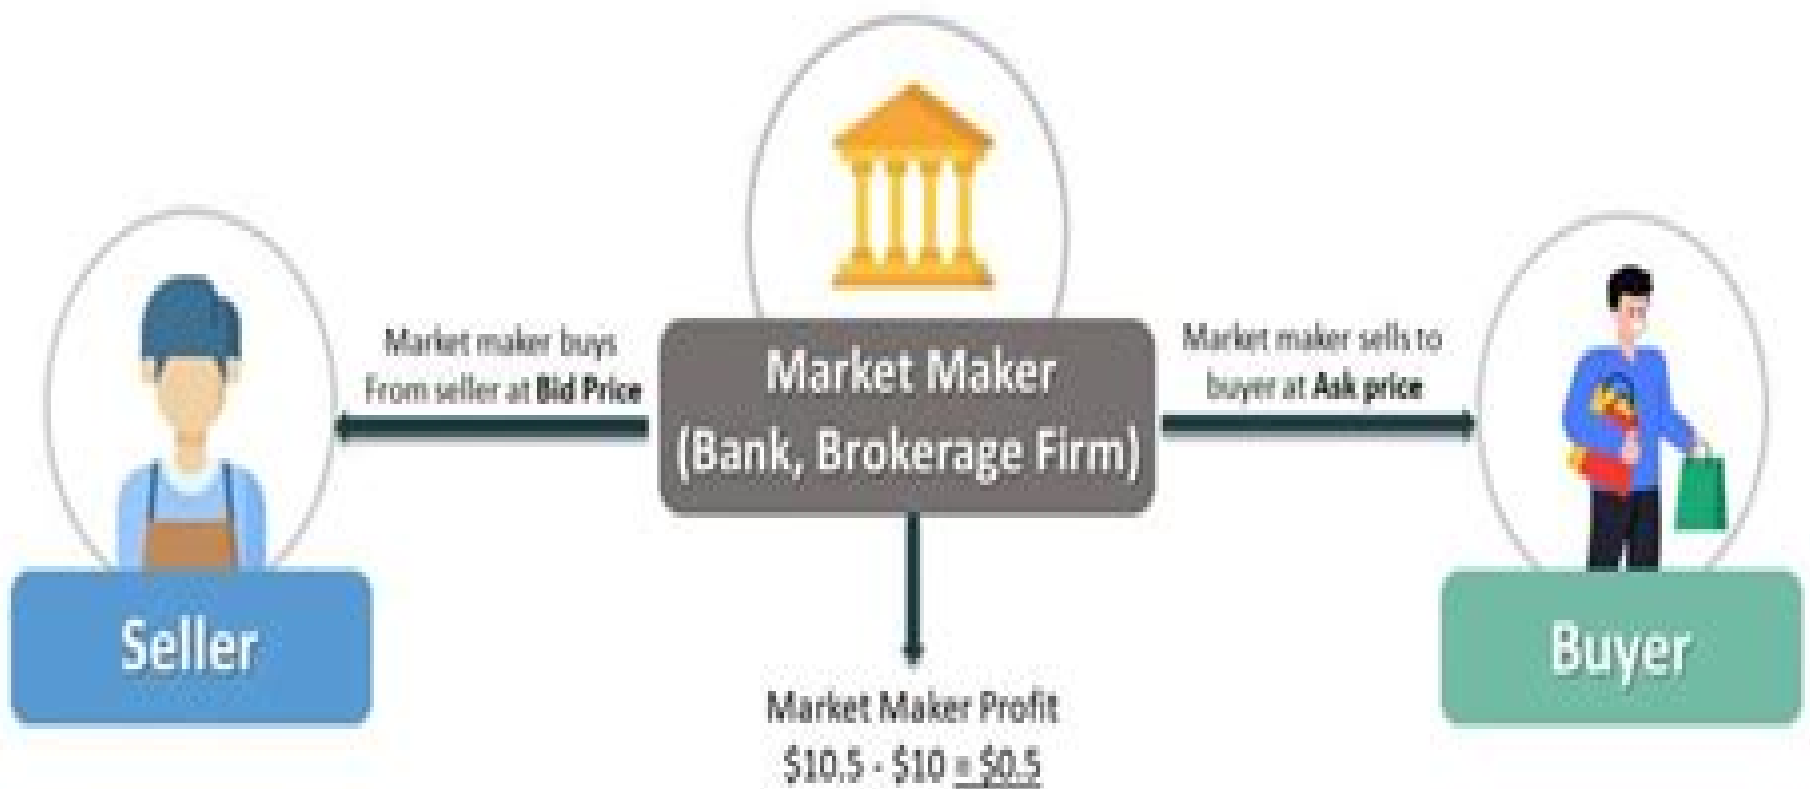 Market maker buys
From seller at Bid Price
Market Maker
(Bank, Brokerage Firm)
Market maker sells to
buyer at Ask price
Seller
Buyer
Market Maker Profit
$10.5 - $10 = $0.5